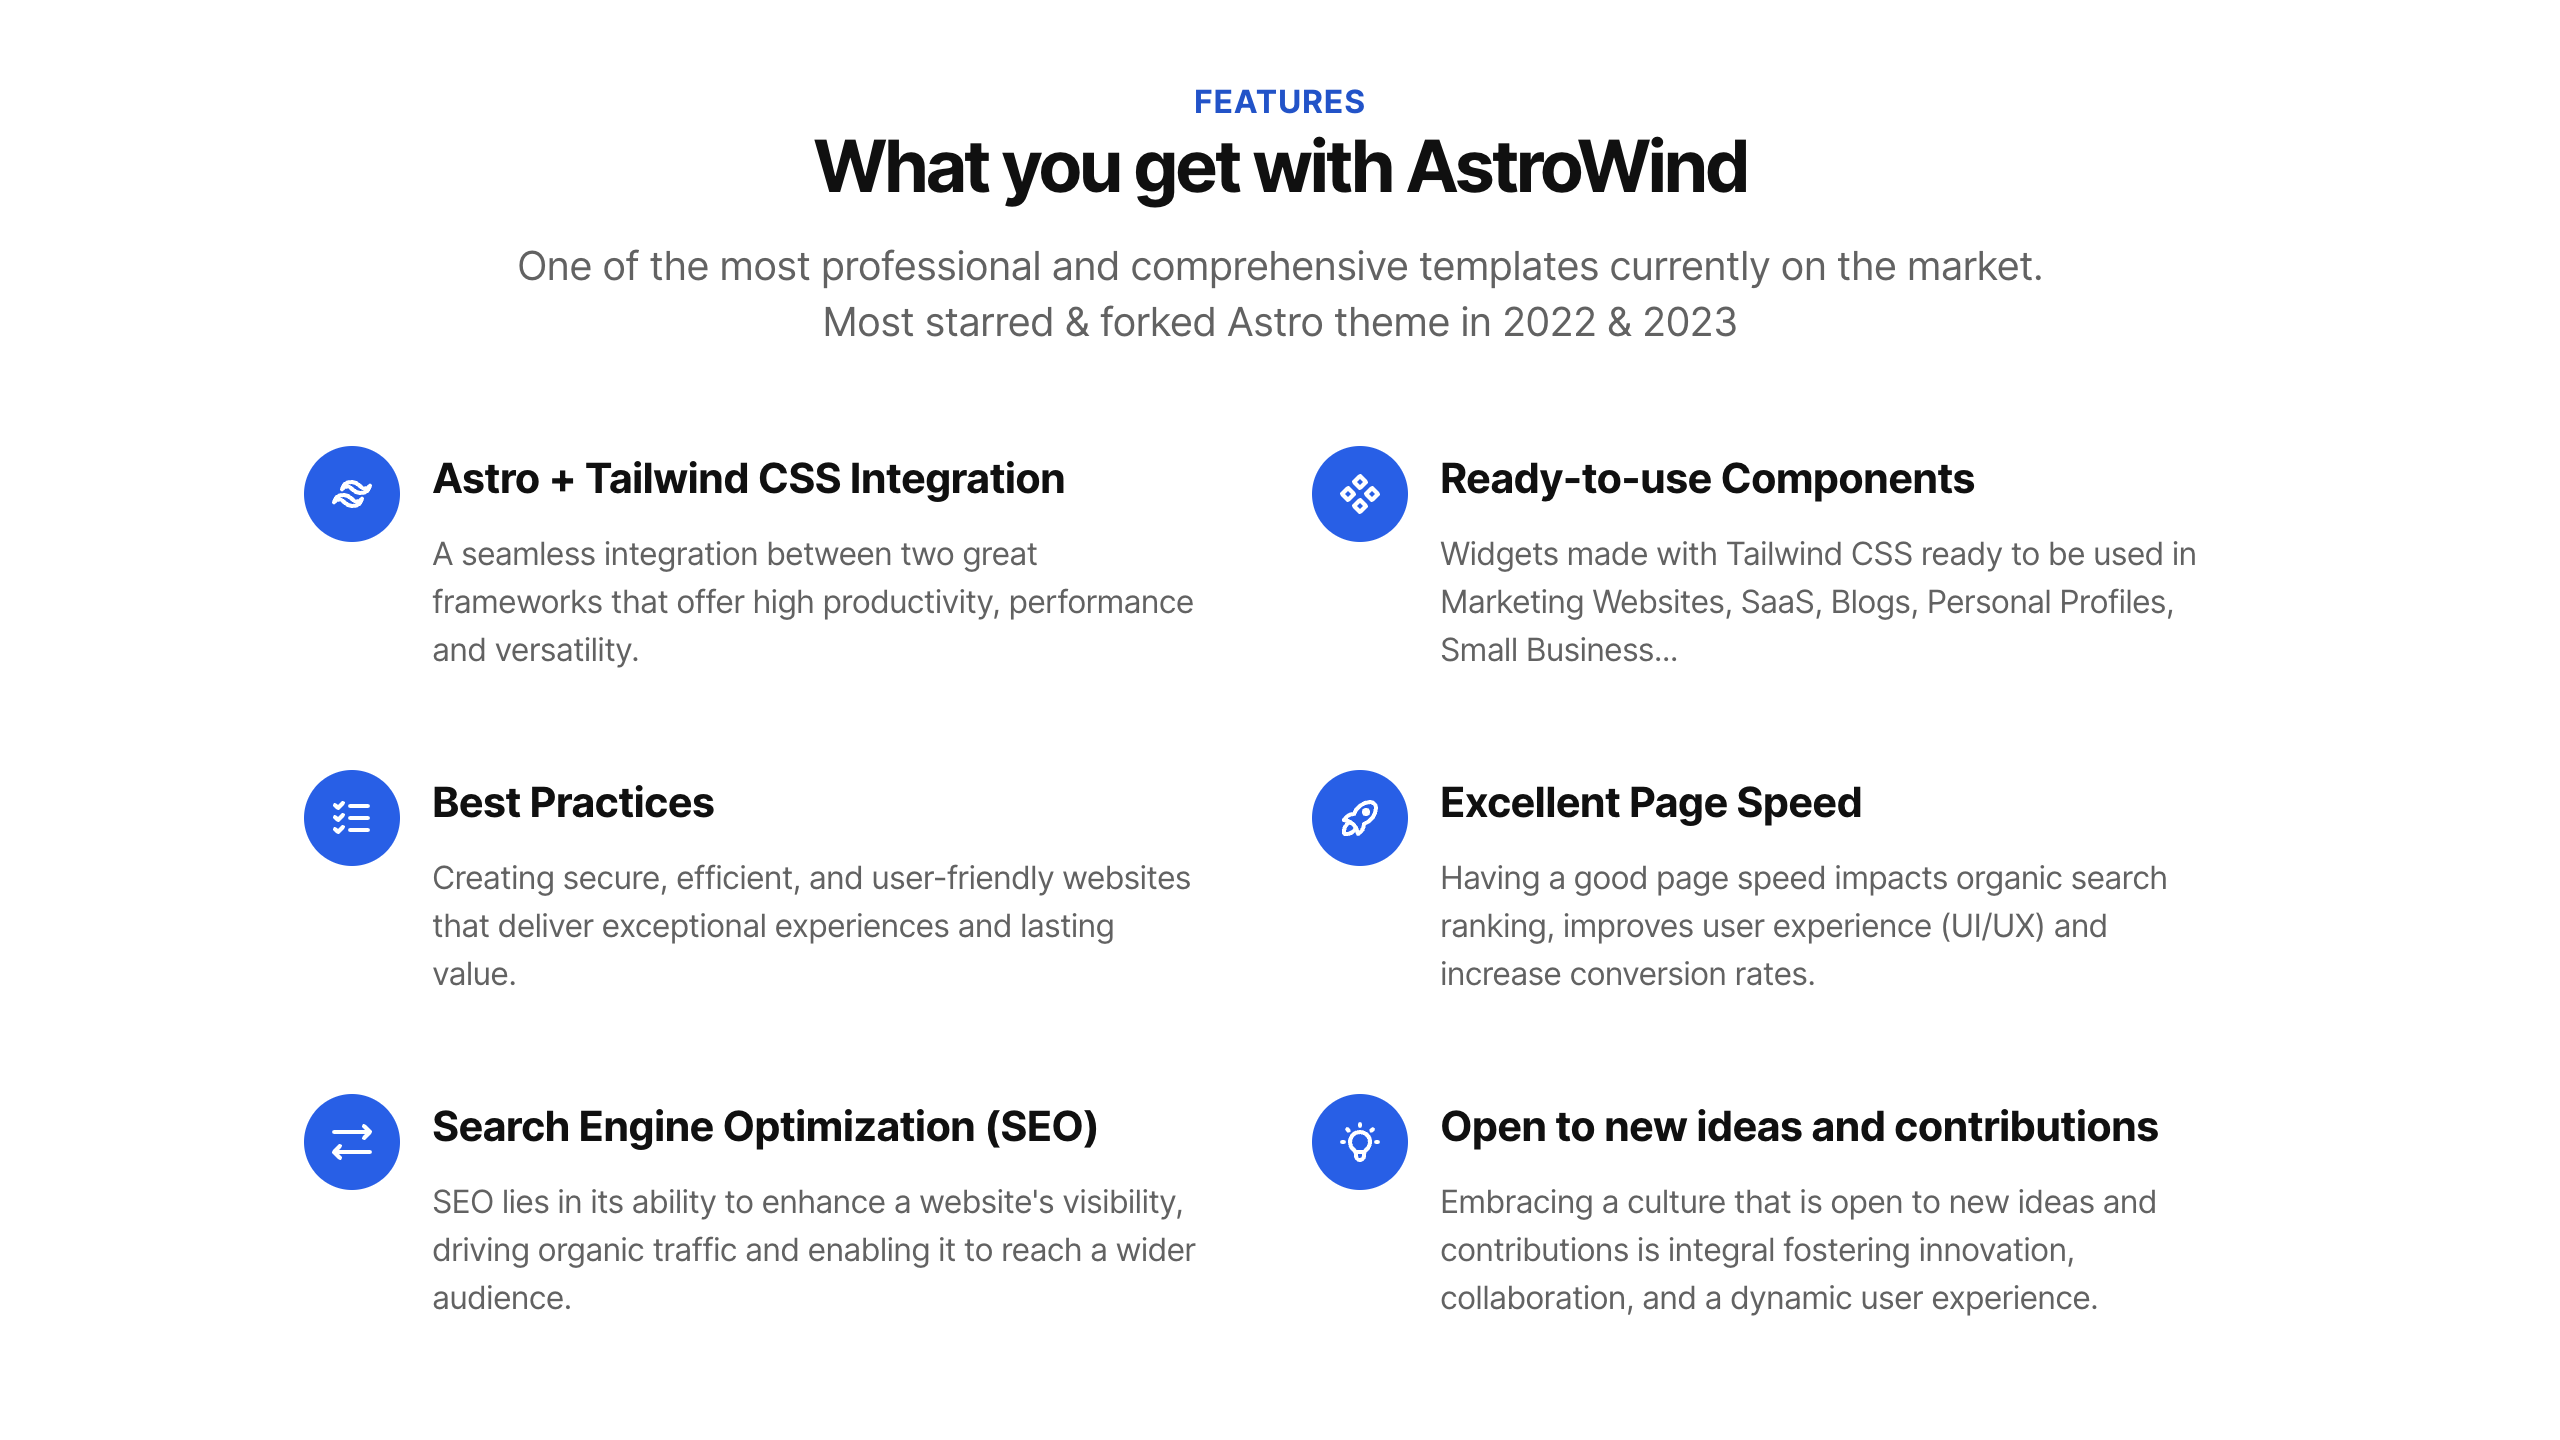 FEATURES
What you get with AstroWind
One of the most professional and comprehensive templates currently on the market.
Most starred & forked Astro theme in 2022 & 2023
Astro + Tailwind CSS Integration
A seamless integration between two great
frameworks that offer high productivity, performance
and versatility.
Ready-to-use Components
Widgets made with Tailwind CSS ready to be used in
Marketing Websites, SaaS, Blogs, Personal Profiles,
Small Business...
Best Practices
Creating secure, efficient, and user-friendly websites
that deliver exceptional experiences and lasting
value.
Excellent Page Speed
Having a good page speed impacts organic search
ranking, improves user experience (UI/UX) and
increase conversion rates.
Search Engine Optimization (SEO)
SEO lies in its ability to enhance a website's visibility,
driving organic traffic and enabling it to reach a wider
audience.
Open to new ideas and contributions
Embracing a culture that is open to new ideas and
contributions is integral fostering innovation,
collaboration, and a dynamic user experience.